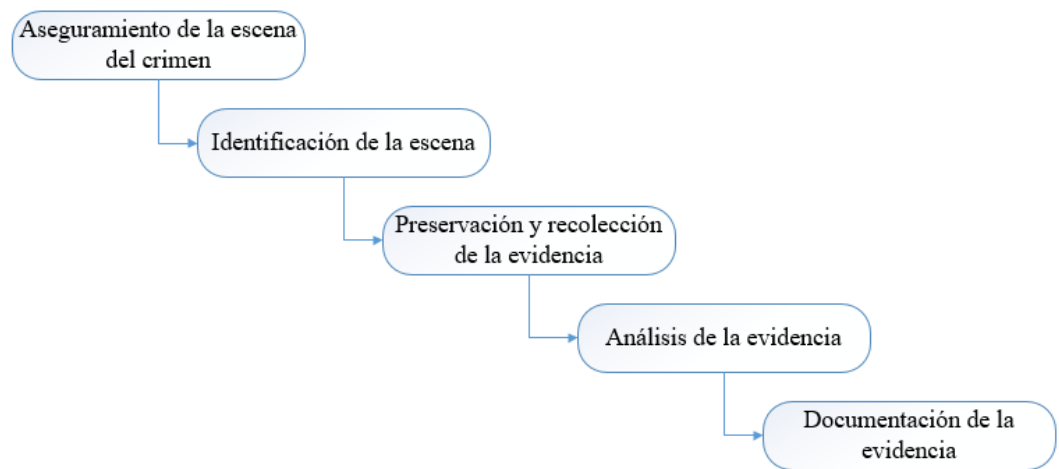 Aseguramiento de la escena
del crimen
Identificación de la escena
Preservación y recolección
de la evidencia
Análisis de la evidencia
Documentación de la
evidencia